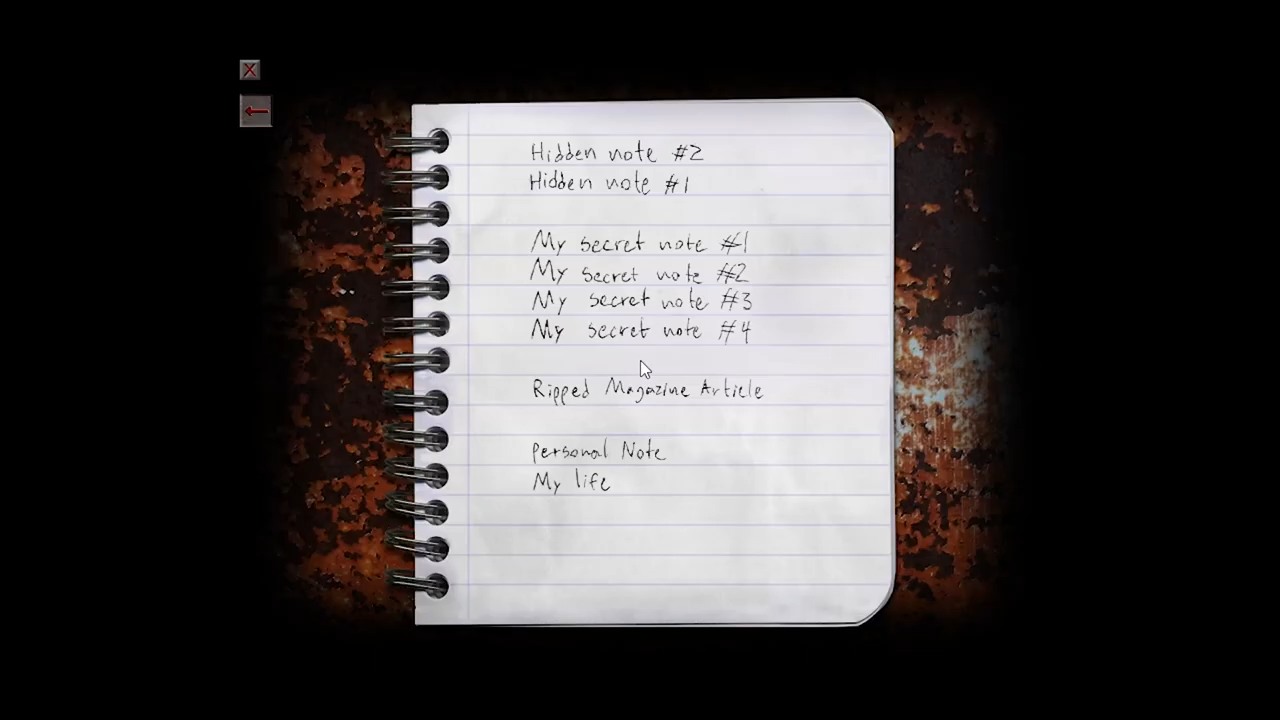 Hidden note #2
Hidden note #1
My secret note #1
My secret note #2
My secret note #3
My secret note #4
Ripped Magazine Article
Personal Note
My life